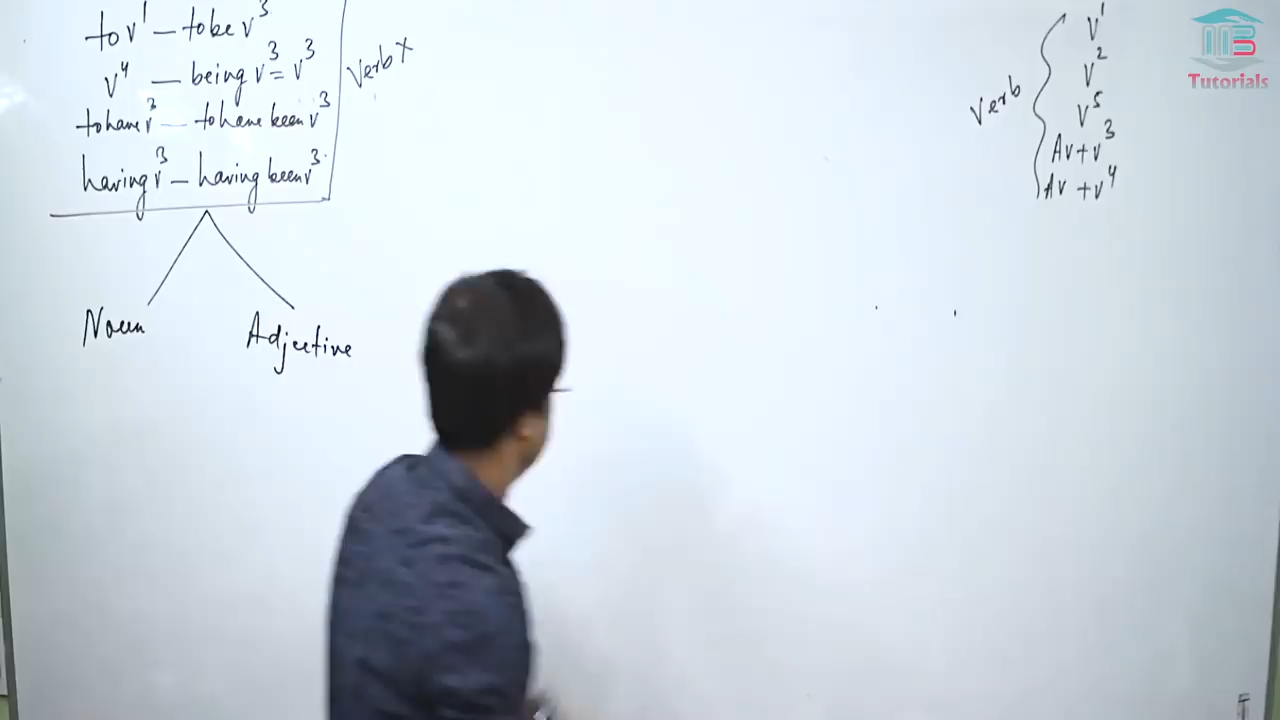 to v¹ – to be v³
v⁴ – being v³ = v³
to have v³ – to have been v³
having v³ – having been v³
Verb X
Noun
Adjective
Verb
v¹
v²
v⁵
Av + v³
Av + v⁴
MB
Tutorials